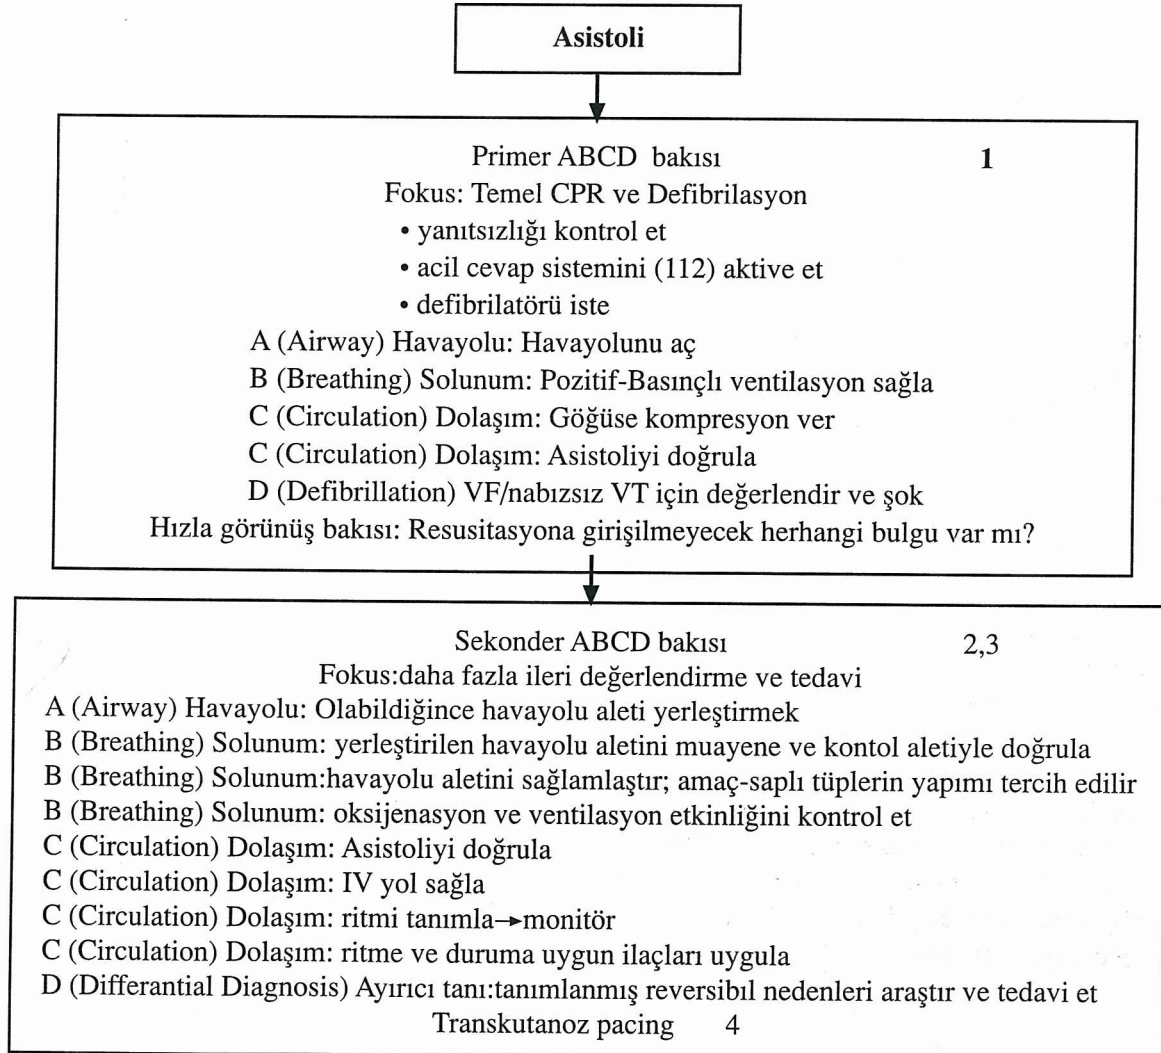 Asistoli
Primer ABCD bakısı 1
Fokus: Temel CPR ve Defibrilasyon
• yanıtsızlığı kontrol et
• acil cevap sistemini (112) aktive et
• defibrilatörü iste
A (Airway) Havayolu: Havayolunu aç
B (Breathing) Solunum: Pozitif-Basınçlı ventilasyon sağla
C (Circulation) Dolaşım: Göğüse kompresyon ver
C (Circulation) Dolaşım: Asistoliyi doğrula
D (Defibrillation) VF/nabızsız VT için değerlendir ve şok
Hızla görünüş bakısı: Resusitasyona girişilmeyecek herhangi bulgu var mı?
Sekonder ABCD bakısı 2,3
Fokus:daha fazla ileri değerlendirme ve tedavi
A (Airway) Havayolu: Olabildiğince havayolu aleti yerleştirmek
B (Breathing) Solunum: yerleştirilen havayolu aletini muayene ve kontol aletiyle doğrula
B (Breathing) Solunum:havayolu aletini sağlamlaştır; amaç-saplı tüplerin yapımı tercih edilir
B (Breathing) Solunum: oksijenasyon ve ventilasyon etkinliğini kontrol et
C (Circulation) Dolaşım: Asistoliyi doğrula
C (Circulation) Dolaşım: IV yol sağla
C (Circulation) Dolaşım: ritmi tanımla→monitör
C (Circulation) Dolaşım: ritme ve duruma uygun ilaçları uygula
D (Differantial Diagnosis) Ayırıcı tanı:tanımlanmış reversibıl nedenleri araştır ve tedavi et
Transkutanoz pacing 4